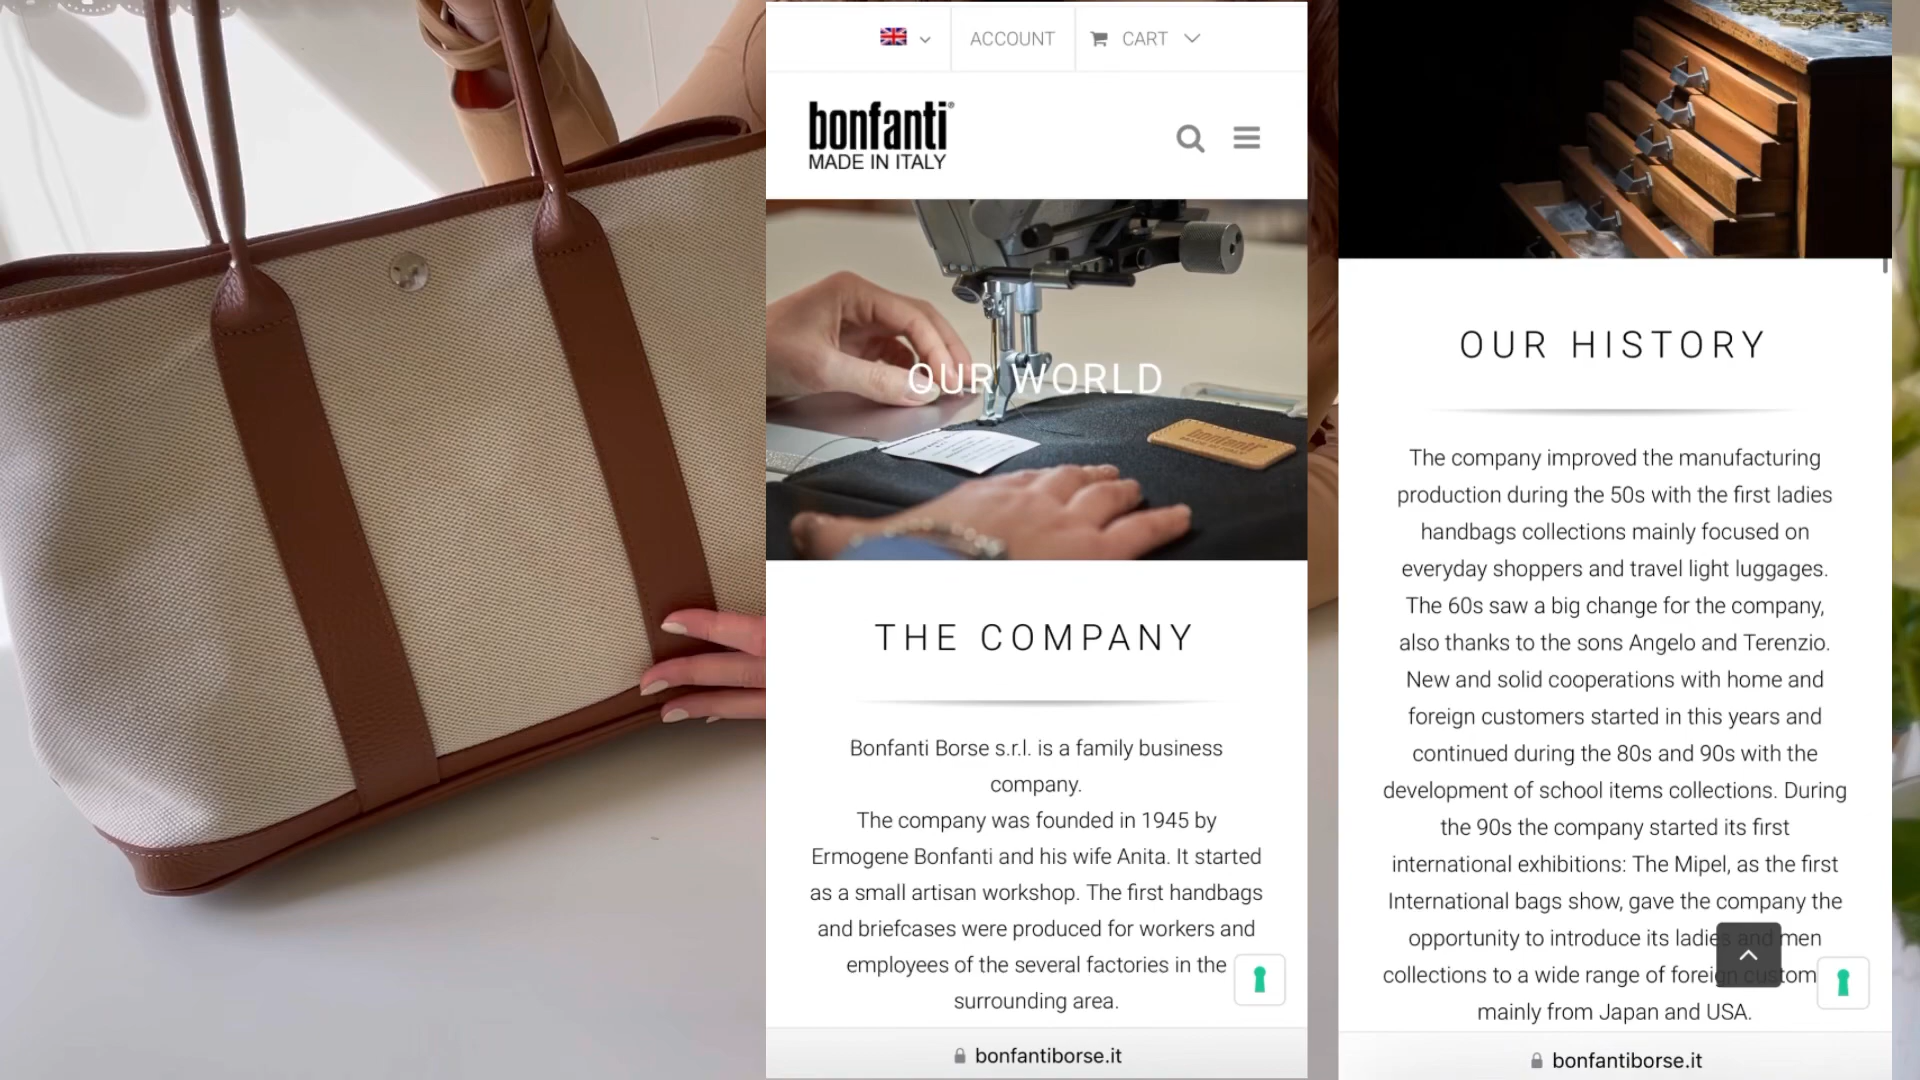 ACCOUNT
CART
bonfanti®
MADE IN ITALY
OUR WORLD
bonfanti
THE COMPANY
Bonfanti Borse s.r.l. is a family business
company.
The company was founded in 1945 by
Ermogene Bonfanti and his wife Anita. It started
as a small artisan workshop. The first handbags
and briefcases were produced for workers and
employees of the several factories in the
surrounding area.
bonfantiborse.it
OUR HISTORY
The company improved the manufacturing
production during the 50s with the first ladies
handbags collections mainly focused on
everyday shoppers and travel light luggages.
The 60s saw a big change for the company,
also thanks to the sons Angelo and Terenzio.
New and solid cooperations with home and
foreign customers started in this years and
continued during the 80s and 90s with the
development of school items collections. During
the 90s the company started its first
international exhibitions: The Mipel, as the first
International bags show, gave the company the
opportunity to introduce its ladies and men
collections to a wide range of foreign custom
mainly from Japan and USA.
bonfantiborse.it